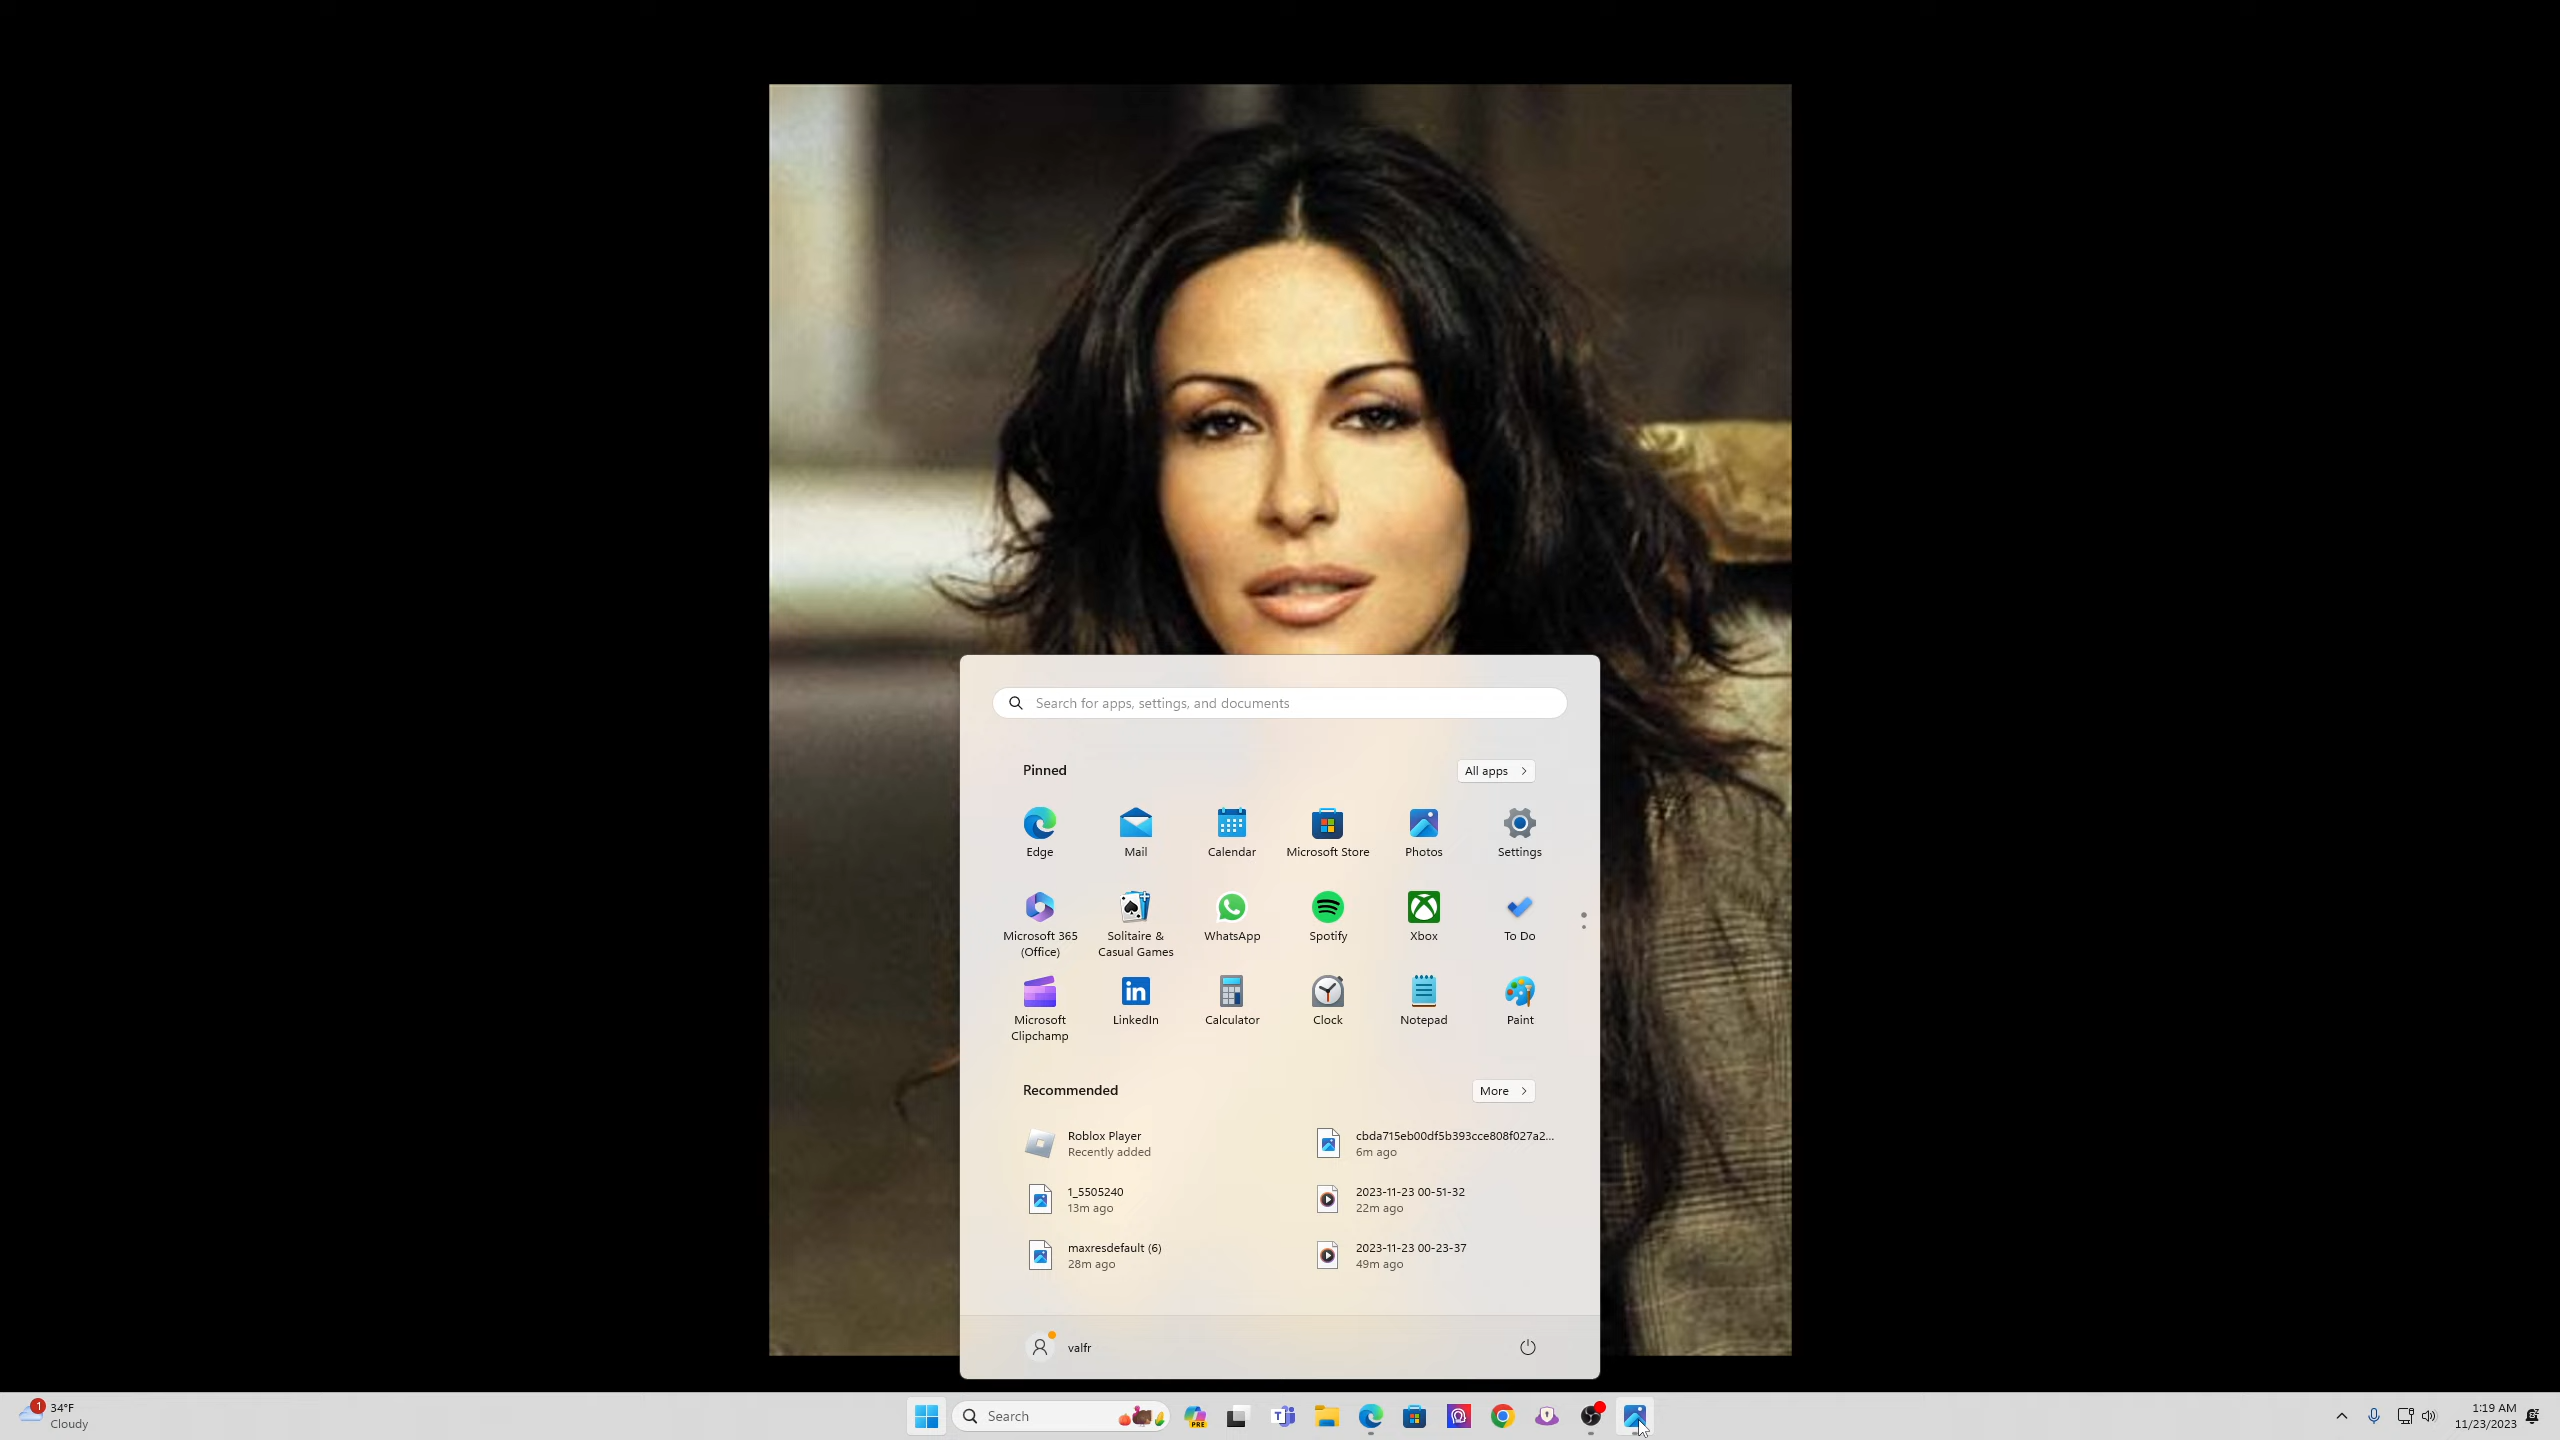 Search for apps, settings, and documents
Pinned
All apps
Edge
Mail
Calendar
Microsoft Store
Photos
Settings
Microsoft 365
(Office)
Solitaire &
Casual Games
WhatsApp
Spotify
Xbox
To Do
Microsoft
Clipchamp
LinkedIn
Calculator
Clock
Notepad
Paint
Recommended
More
Roblox Player
Recently added
cbda715eb00df5b393cce808f027a2...
6m ago
1_5505240
13m ago
2023-11-23 00-51-32
22m ago
maxresdefault (6)
28m ago
2023-11-23 00-23-37
49m ago
valfr
1
34°F
Cloudy
Search
PRE
1:19 AM
11/23/2023